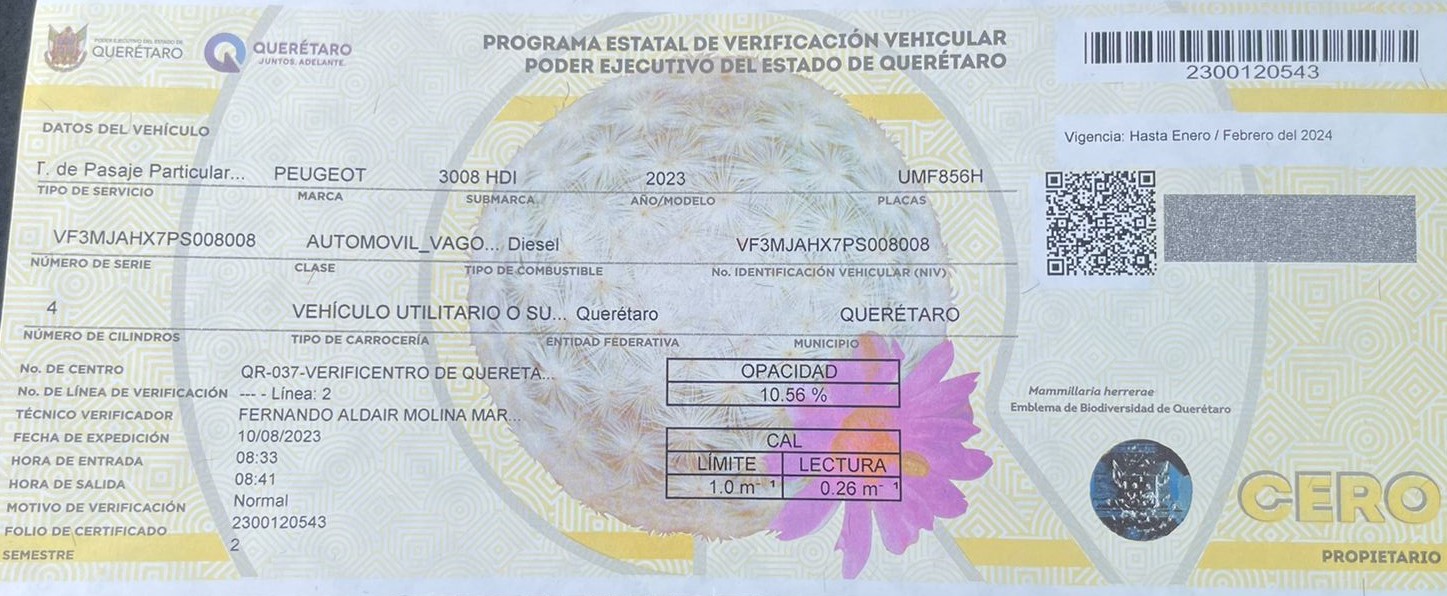 PODER EJECUTIVO DEL ESTADO DE
QUERÉTARO
QUERÉTARO
JUNTOS, ADELANTE.
PROGRAMA ESTATAL DE VERIFICACIÓN VEHICULAR
PODER EJECUTIVO DEL ESTADO DE QUERÉTARO
2300120543
Vigencia: Hasta Enero / Febrero del 2024
DATOS DEL VEHÍCULO
T. de Pasaje Particular... PEUGEOT 3008 HDI 2023 UMF856H
TIPO DE SERVICIO MARCA SUBMARCA AÑO/MODELO PLACAS
VF3MJAHX7PS008008 AUTOMOVIL_VAGO... Diesel VF3MJAHX7PS008008
NÚMERO DE SERIE CLASE TIPO DE COMBUSTIBLE No. IDENTIFICACIÓN VEHICULAR (NIV)
4 VEHÍCULO UTILITARIO O SU... Querétaro QUERÉTARO
NÚMERO DE CILINDROS TIPO DE CARROCERÍA ENTIDAD FEDERATIVA MUNICIPIO
No. DE CENTRO QR-037-VERIFICENTRO DE QUERETA...
No. DE LÍNEA DE VERIFICACIÓN --- - Línea: 2
TÉCNICO VERIFICADOR FERNANDO ALDAIR MOLINA MAR...
FECHA DE EXPEDICIÓN 10/08/2023
HORA DE ENTRADA 08:33
HORA DE SALIDA 08:41
MOTIVO DE VERIFICACIÓN Normal
FOLIO DE CERTIFICADO 2300120543
SEMESTRE 2
OPACIDAD
10.56 %
CAL
LÍMITE LECTURA
1.0 m⁻¹ 0.26 m⁻¹
Mammillaria herrerae
Emblema de Biodiversidad de Querétaro
CERO
PROPIETARIO